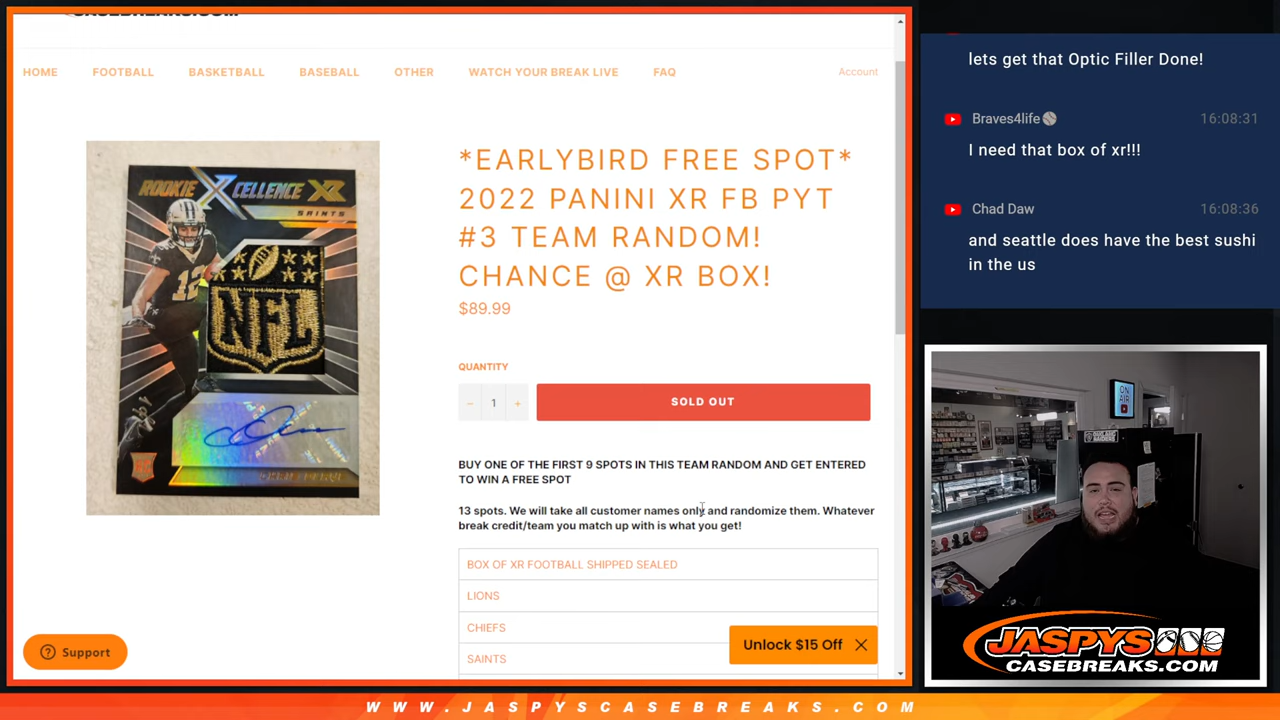 HOME
FOOTBALL
BASKETBALL
BASEBALL
OTHER
WATCH YOUR BREAK LIVE
FAQ
Account
ROOKIE XCELLENCE XR
SAINTS
12
NFL
*EARLYBIRD FREE SPOT*
2022 PANINI XR FB PYT
#3 TEAM RANDOM!
CHANCE @ XR BOX!
$89.99
QUANTITY
− 1 +
SOLD OUT
BUY ONE OF THE FIRST 9 SPOTS IN THIS TEAM RANDOM AND GET ENTERED
TO WIN A FREE SPOT
13 spots. We will take all customer names only and randomize them. Whatever
break credit/team you match up with is what you get!
BOX OF XR FOOTBALL SHIPPED SEALED
LIONS
CHIEFS
SAINTS
Support
Unlock $15 Off
lets get that Optic Filler Done!
Braves4life 16:08:31
I need that box of xr!!!
Chad Daw 16:08:36
and seattle does have the best sushi
in the us
ON
AIR
JASPYS
CASEBREAKS.COM
WWW.JASPYSCASEBREAKS.COM